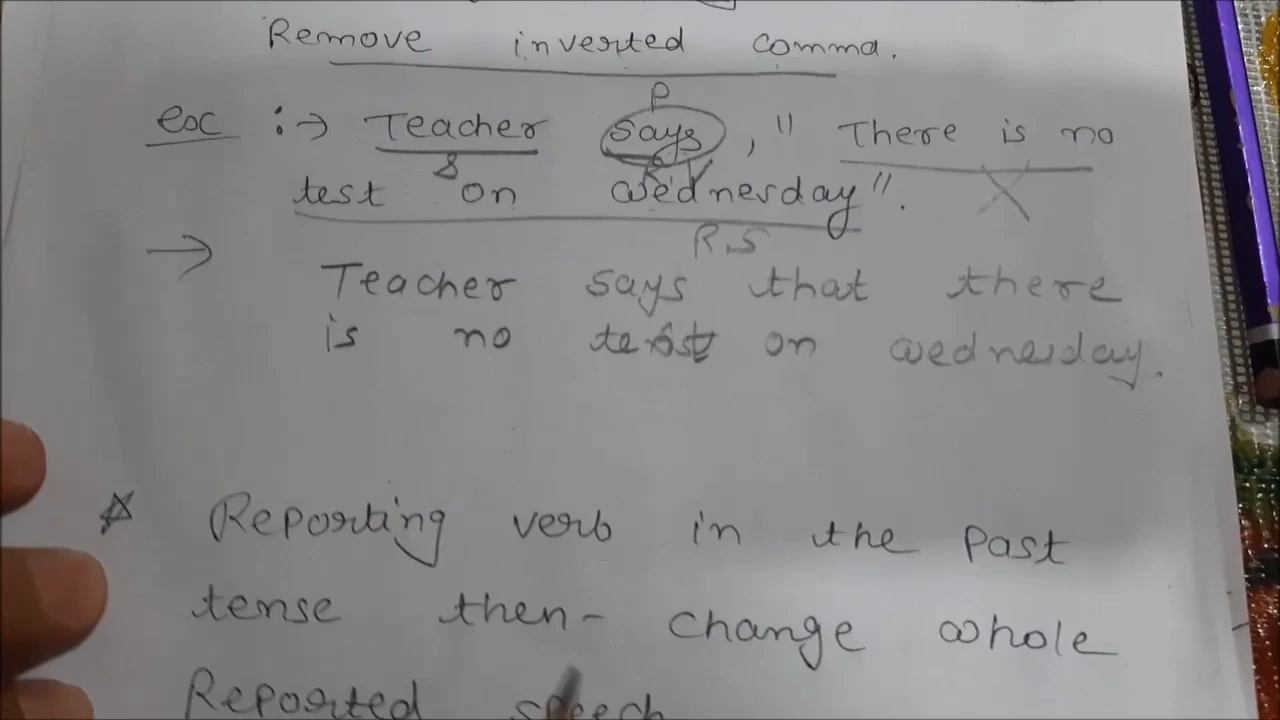 Remove inverted comma.
P
ex :-> Teacher says, " There is no
S R.V
test on wednesday".
R.S
-> Teacher says that there
is no test on wednesday.
☆ Reporting verb in the Past
tense then- change whole
Reported speech